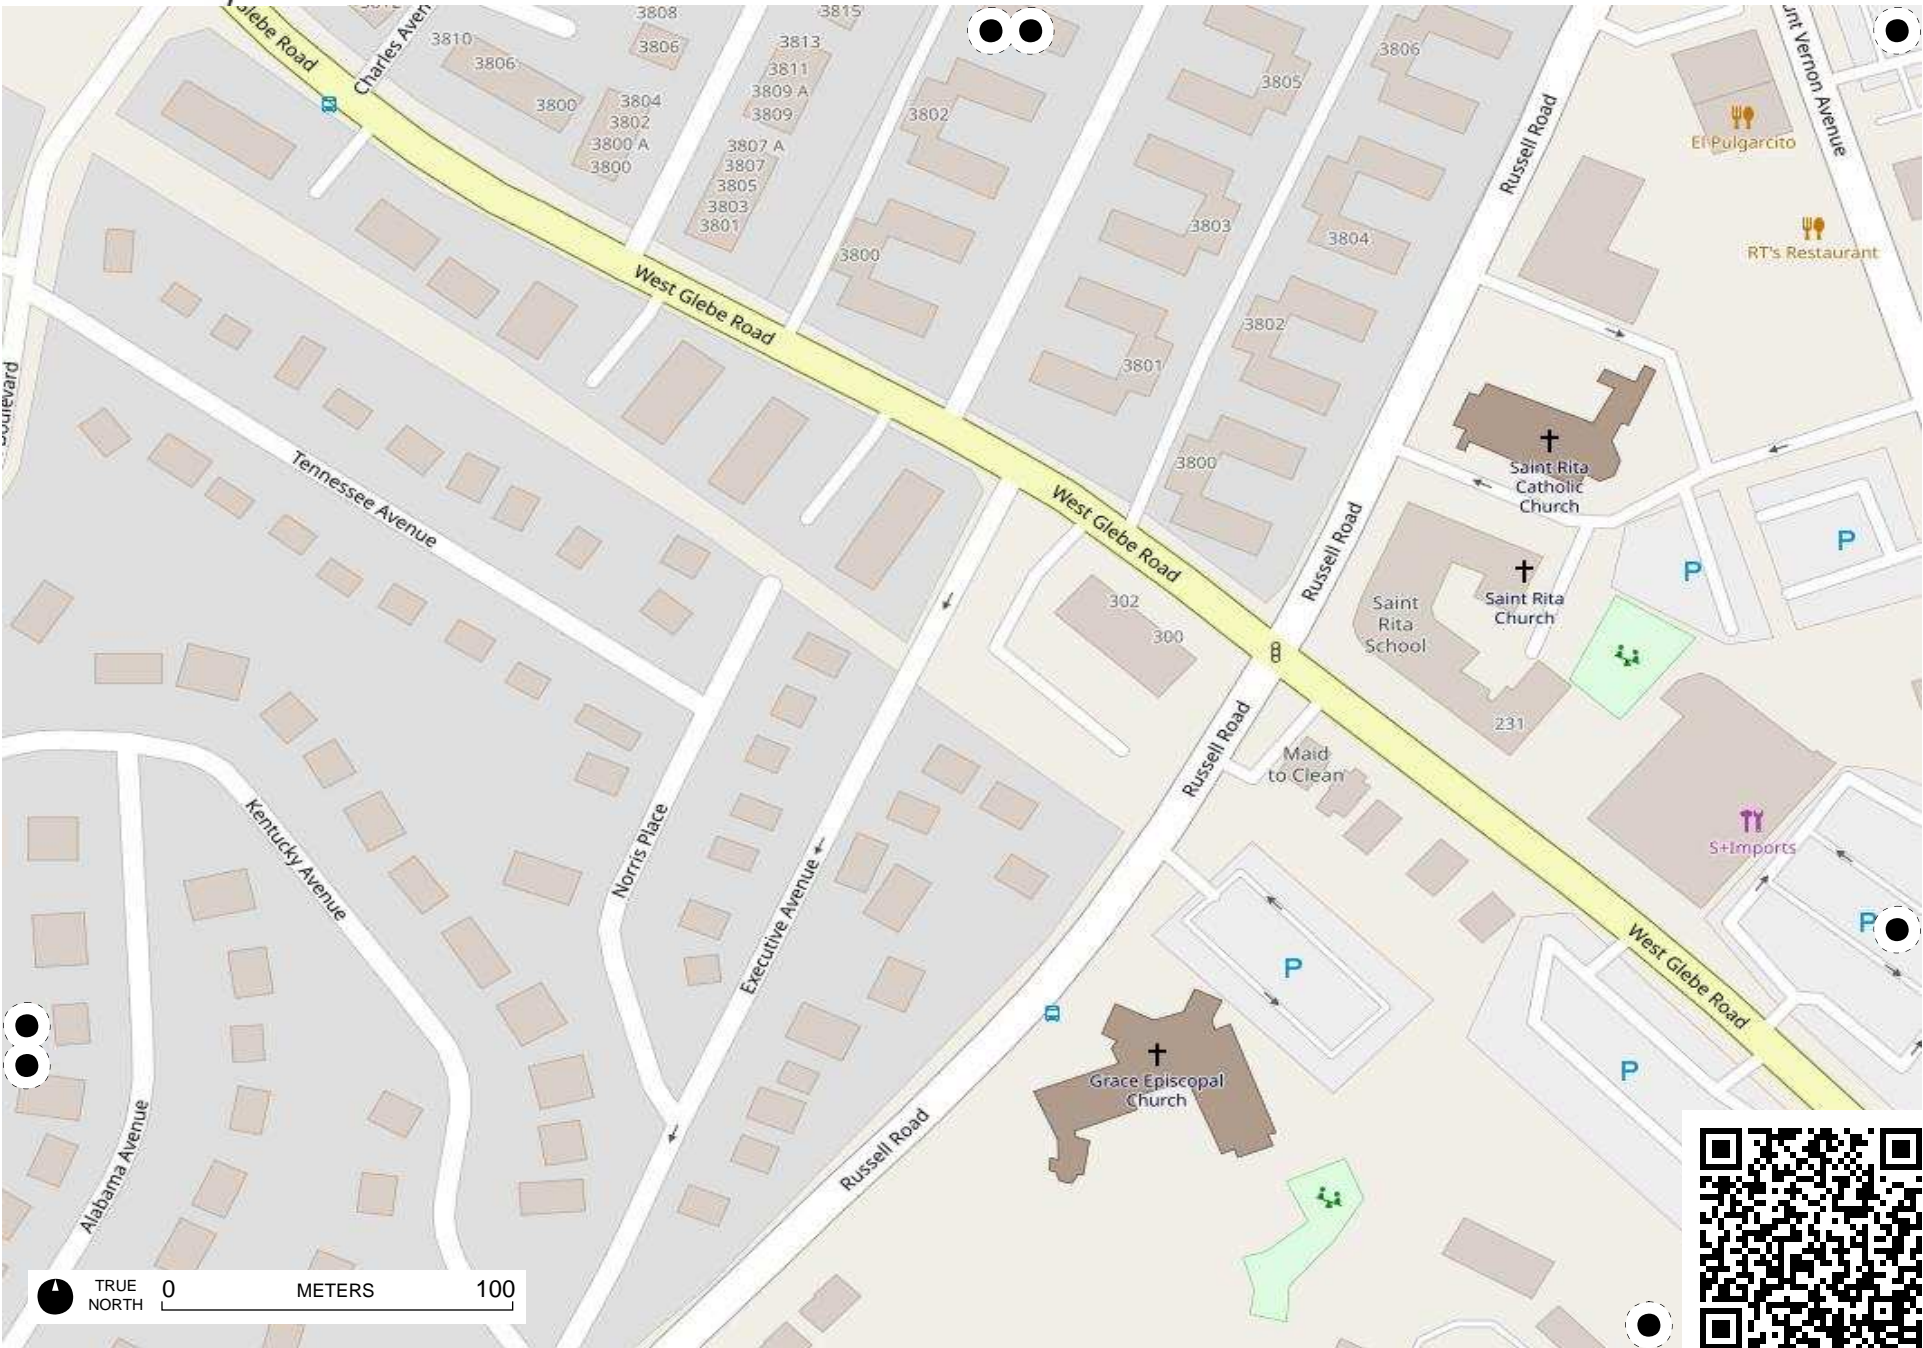 Glebe Road
Charles Aven
3810
3806
3800
3808
3806
3804
3802
3800 A
3800
3815
3813
3811
3809 A
3809
3807 A
3807
3805
3803
3801
3802
3800
3805
3803
3801
3806
3804
3802
3800
Russell Road
unt Vernon Avenue
El Pulgarcito
RT's Restaurant
West Glebe Road
Boulevard
Tennessee Avenue
West Glebe Road
Russell Road
Saint Rita
Catholic
Church
P
P
Saint Rita
Church
Saint
Rita
School
302
300
231
Russell Road
Maid
to Clean
S+Imports
P
Kentucky Avenue
Norris Place
Executive Avenue
P
West Glebe Road
P
Grace Episcopal
Church
Russell Road
Alabama Avenue
TRUE
NORTH
0 METERS 100